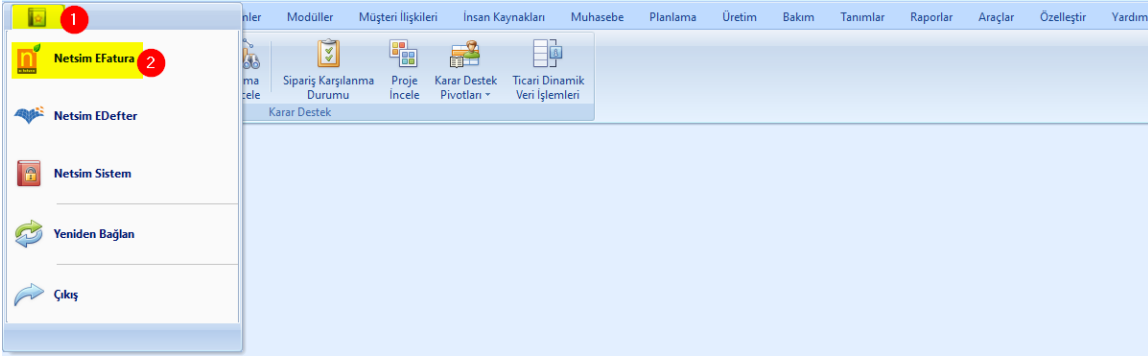 1
nler Modüller Müşteri İlişkileri İnsan Kaynakları Muhasebe Planlama Üretim Bakım Tanımlar Raporlar Araçlar Özelleştir Yardım
Netsim EFatura 2
ma Sipariş Karşılanma Proje Karar Destek Ticari Dinamik
cele Durumu İncele Pivotları Veri İşlemleri
Karar Destek
Netsim EDefter
Netsim Sistem
Yeniden Bağlan
Çıkış